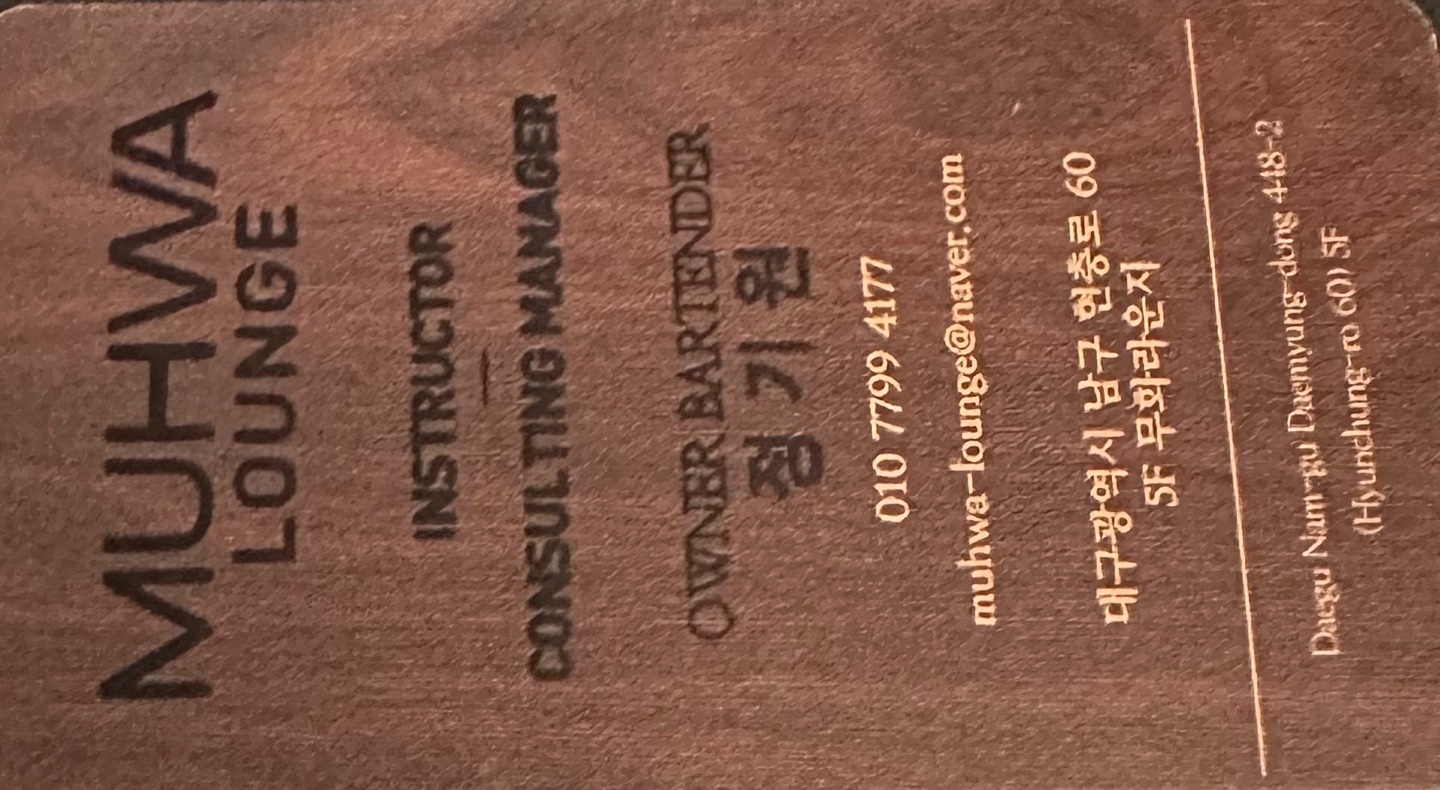 MUHWA
LOUNGE
INSTRUCTOR
CONSULTING MANAGER
OWNER BARTENDER
정 기 원
010 7799 4177
muhwa-lounge@naver.com
대구광역시 남구 현충로 60
5F 무화라운지
Daegu Nam-gu Daemyung-dong 448-2
(Hyunchung-ro 60) 5F